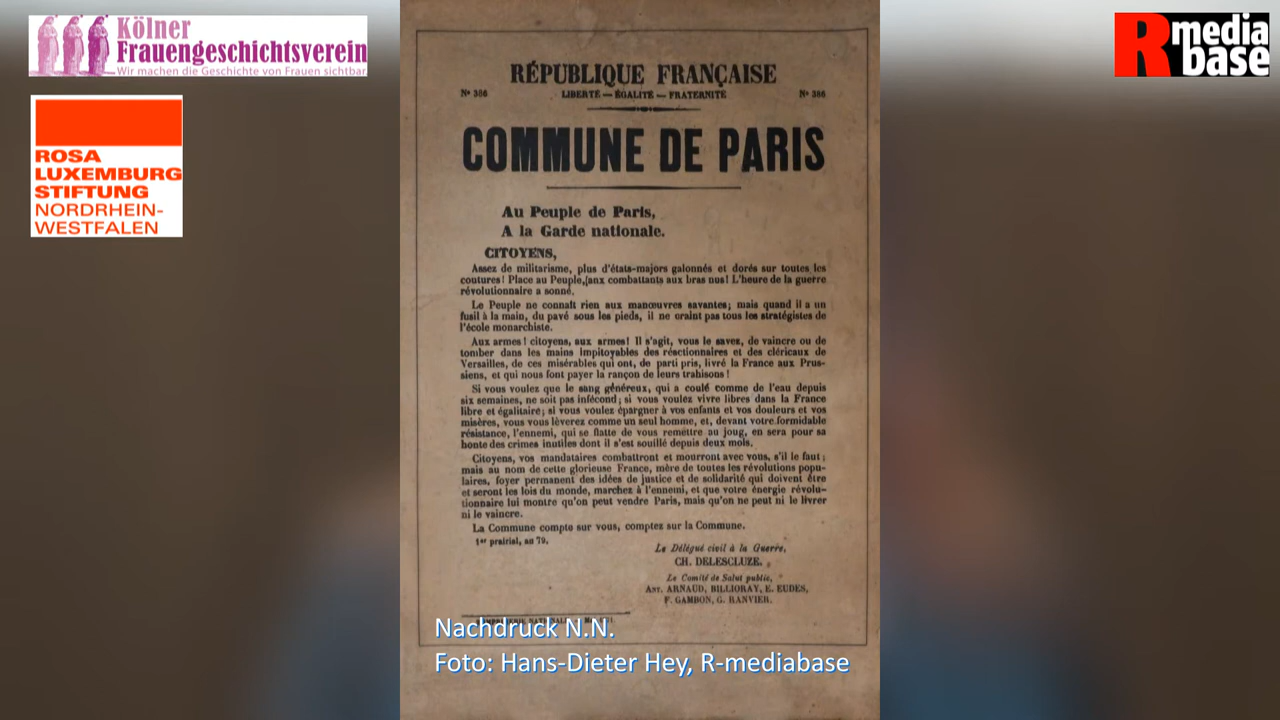 Kölner
Frauengeschichtsverein
Wir machen die Geschichte von Frauen sichtbar
ROSA
LUXEMBURG
STIFTUNG
NORDRHEIN-
WESTFALEN
R media
base
RÉPUBLIQUE FRANÇAISE
Nº 386 LIBERTÉ — ÉGALITÉ — FRATERNITÉ Nº 386
COMMUNE DE PARIS
Au Peuple de Paris,
A la Garde nationale.
CITOYENS,
Assez de militarisme, plus d'états-majors galonnés et dorés sur toutes les
coutures! Place au Peuple, aux combattants aux bras nus! L'heure de la guerre
révolutionnaire a sonné.
Le Peuple ne connaît rien aux manœuvres savantes; mais quand il a un
fusil à la main, du pavé sous les pieds, il ne craint pas tous les stratégistes de
l'école monarchiste.
Aux armes! citoyens, aux armes! Il s'agit, vous le savez, de vaincre ou de
tomber dans les mains impitoyables des réactionnaires et des cléricaux de
Versailles, de ces misérables qui ont, de parti pris, livré la France aux Prus-
siens, et qui nous font payer la rançon de leurs trahisons!
Si vous voulez que le sang généreux, qui a coulé comme de l'eau depuis
six semaines, ne soit pas infécond; si vous voulez vivre libres dans la France
libre et égalitaire; si vous voulez épargner à vos enfants et vos douleurs et vos
misères, vous vous lèverez comme un seul homme, et, devant votre formidable
résistance, l'ennemi, qui se flatte de vous remettre au joug, en sera pour sa
honte des crimes inutiles dont il s'est souillé depuis deux mois.
Citoyens, vos mandataires combattront et mourront avec vous, s'il le faut;
mais au nom de cette glorieuse France, mère de toutes les révolutions popu-
laires, foyer permanent des idées de justice et de solidarité qui doivent être
et seront les lois du monde, marchez à l'ennemi, et que votre énergie révolu-
tionnaire lui montre qu'on peut vendre Paris, mais qu'on ne peut ni le livrer
ni le vaincre.
La Commune compte sur vous, comptez sur la Commune.
1er prairial, an 79.
Le Délégué civil à la Guerre,
CH. DELESCLUZE.
Le Comité de Salut public,
ANT. ARNAUD, BILLIORAY, E. EUDES,
F. GAMBON, G. RANVIER.
Nachdruck N.N.
Foto: Hans-Dieter Hey, R-mediabase